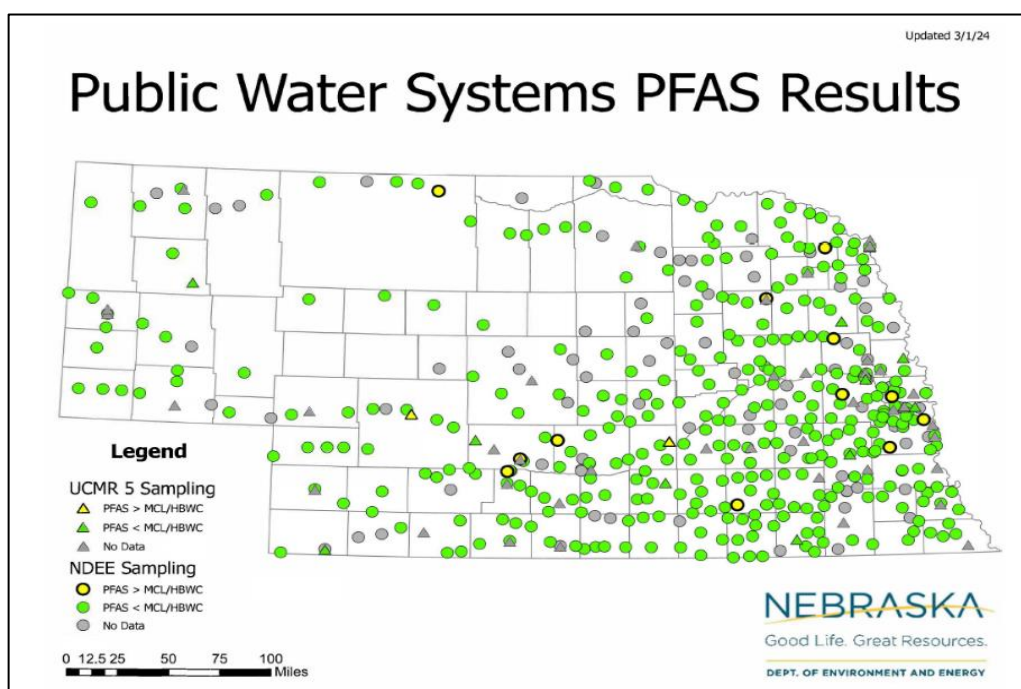 Updated 3/1/24
Public Water Systems PFAS Results
Legend
UCMR 5 Sampling
PFAS > MCL/HBWC
PFAS < MCL/HBWC
No Data
NDEE Sampling
PFAS > MCL/HBWC
PFAS < MCL/HBWC
No Data
0 12.5 25 50 75 100
Miles
NEBRASKA
Good Life. Great Resources.
DEPT. OF ENVIRONMENT AND ENERGY